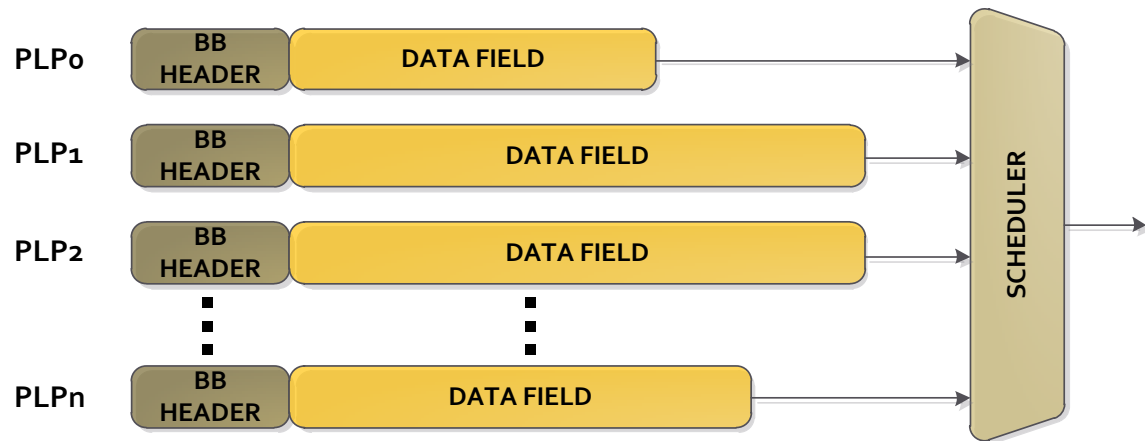 PLP0
BB
HEADER
DATA FIELD
PLP1
BB
HEADER
DATA FIELD
PLP2
BB
HEADER
DATA FIELD
PLPn
BB
HEADER
DATA FIELD
SCHEDULER